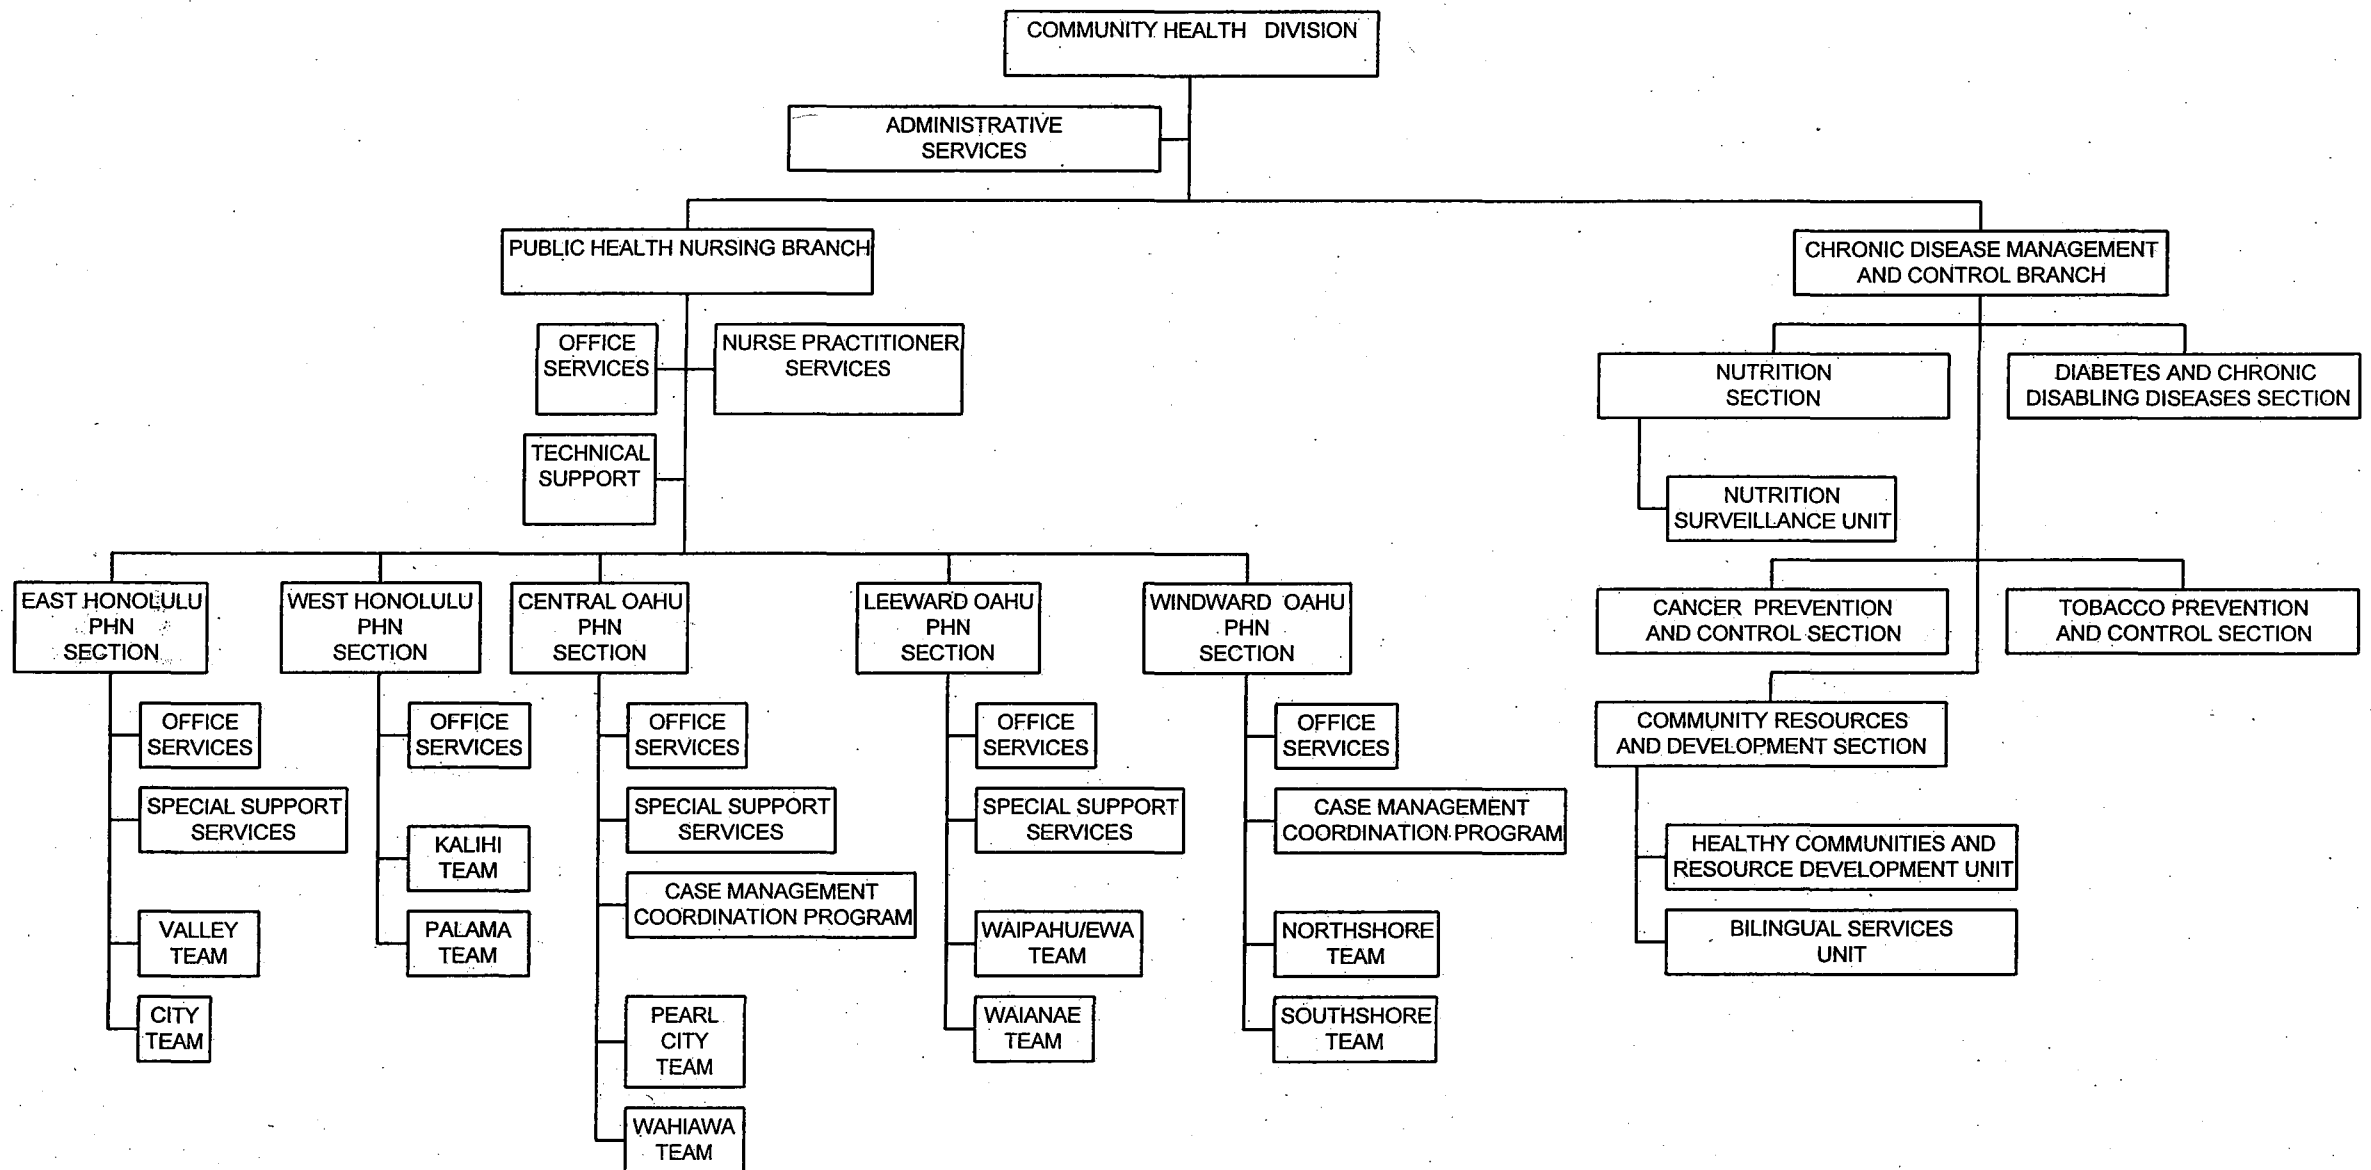 COMMUNITY HEALTH DIVISION
ADMINISTRATIVE
SERVICES
PUBLIC HEALTH NURSING BRANCH
CHRONIC DISEASE MANAGEMENT
AND CONTROL BRANCH
OFFICE
SERVICES
NURSE PRACTITIONER
SERVICES
TECHNICAL
SUPPORT
NUTRITION
SECTION
DIABETES AND CHRONIC
DISABLING DISEASES SECTION
NUTRITION
SURVEILLANCE UNIT
EAST HONOLULU
PHN
SECTION
WEST HONOLULU
PHN
SECTION
CENTRAL OAHU
PHN
SECTION
LEEWARD OAHU
PHN
SECTION
WINDWARD OAHU
PHN
SECTION
CANCER PREVENTION
AND CONTROL SECTION
TOBACCO PREVENTION
AND CONTROL SECTION
OFFICE
SERVICES
SPECIAL SUPPORT
SERVICES
VALLEY
TEAM
CITY
TEAM
OFFICE
SERVICES
KALIHI
TEAM
PALAMA
TEAM
OFFICE
SERVICES
SPECIAL SUPPORT
SERVICES
CASE MANAGEMENT
COORDINATION PROGRAM
PEARL
CITY
TEAM
WAHIAWA
TEAM
OFFICE
SERVICES
SPECIAL SUPPORT
SERVICES
WAIPAHU/EWA
TEAM
WAIANAE
TEAM
OFFICE
SERVICES
CASE MANAGEMENT
COORDINATION PROGRAM
NORTHSHORE
TEAM
SOUTHSHORE
TEAM
COMMUNITY RESOURCES
AND DEVELOPMENT SECTION
HEALTHY COMMUNITIES AND
RESOURCE DEVELOPMENT UNIT
BILINGUAL SERVICES
UNIT